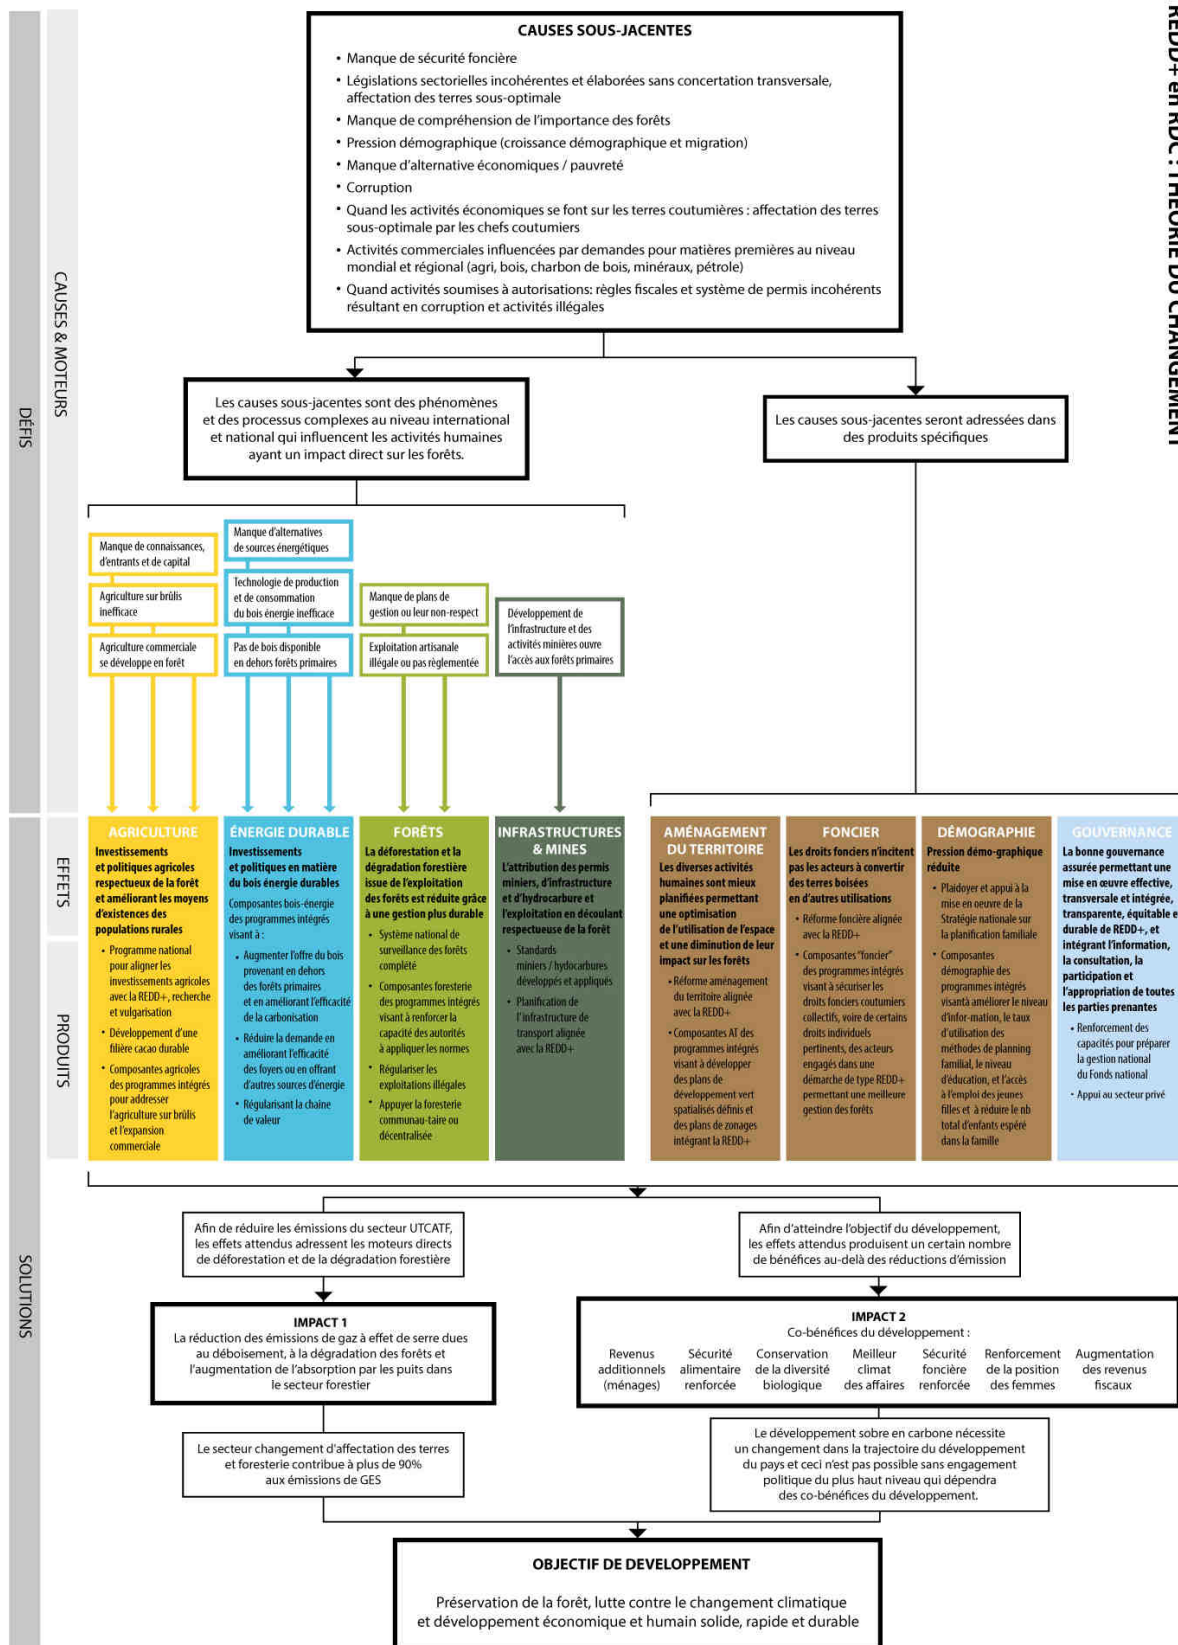 REDD+ en RDC : THÉORIE DU CHANGEMENT
DÉFIS
CAUSES & MOTEURS
CAUSES SOUS-JACENTES
• Manque de sécurité foncière
• Législations sectorielles incohérentes et élaborées sans concertation transversale,
affectation des terres sous-optimale
• Manque de compréhension de l'importance des forêts
• Pression démographique (croissance démographique et migration)
• Manque d'alternative économiques / pauvreté
• Corruption
• Quand les activités économiques se font sur les terres coutumières : affectation des terres
sous-optimale par les chefs coutumiers
• Activités commerciales influencées par demandes pour matières premières au niveau
mondial et régional (agri, bois, charbon de bois, minéraux, pétrole)
• Quand activités soumises à autorisations: règles fiscales et système de permis incohérents
résultant en corruption et activités illégales
Les causes sous-jacentes sont des phénomènes
et des processus complexes au niveau international
et national qui influencent les activités humaines
ayant un impact direct sur les forêts.
Les causes sous-jacentes seront adressées dans
des produits spécifiques
Manque de connaissances,
d'entrants et de capital
Agriculture sur brûlis
inefficace
Agriculture commerciale
se développe en forêt
Manque d'alternatives
de sources énergétiques
Technologie de production
et de consommation
du bois énergie inefficace
Pas de bois disponible
en dehors forêts primaires
Manque de plans de
gestion ou leur non-respect
Exploitation artisanale
illégale ou pas règlementée
Développement de
l'infrastructure et des
activités minières ouvre
l'accès aux forêts primaires
SOLUTIONS
EFFETS
PRODUITS
AGRICULTURE
Investissements
et politiques agricoles
respectueux de la forêt
et améliorant les moyens
d'existences des
populations rurales
• Programme national
pour aligner les
investissements agricoles
avec la REDD+, recherche
et vulgarisation
• Développement d'une
filière cacao durable
• Composantes agricoles
des programmes intégrés
pour addresser
l'agriculture sur brûlis
et l'expansion
commerciale
ÉNERGIE DURABLE
Investissements
et politiques en matière
du bois énergie durables
Composantes bois-énergie
des programmes intégrés
visant à :
• Augmenter l'offre du bois
provenant en dehors
des forêts primaires
et en améliorant l'efficacité
de la carbonisation
• Réduire la demande en
améliorant l'efficacité
des foyers ou en offrant
d'autres sources d'énergie
• Régularisant la chaine
de valeur
FORÊTS
La déforestation et la
dégradation forestière
issue de l'exploitation
des forêts est réduite grâce
à une gestion plus durable
• Système national de
surveillance des forêts
complété
• Composantes foresterie
des programmes intégrés
visant à renforcer la
capacité des autorités
à appliquer les normes
• Régulariser les
exploitations illégales
• Appuyer la foresterie
communau-taire ou
décentralisée
INFRASTRUCTURES
& MINES
L'attribution des permis
miniers, d'infrastructure
et d'hydrocarbure et
l'exploitation en découlant
respectueuse de la forêt
• Standards
miniers / hydocarbures
développés et appliqués
• Planification de
l'infrastructure de
transport alignée
avec la REDD+
AMÉNAGEMENT
DU TERRITOIRE
Les diverses activités
humaines sont mieux
planifiées permettant
une optimisation
de l'utilisation de l'espace
et une diminution de leur
impact sur les forêts
• Réforme aménagement
du territoire alignée
avec la REDD+
• Composantes AT des
programmes intégrés
visant à développer
des plans de
développement vert
spatialisés définis et
des plans de zonages
intégrant la REDD+
FONCIER
Les droits fonciers n'incitent
pas les acteurs à convertir
des terres boisées
en d'autres utilisations
• Réforme foncière alignée
avec la REDD+
• Composantes "foncier"
des programmes intégrés
visant à sécuriser les
droits fonciers coutumiers
collectifs, voire de certains
droits individuels
pertinents, des acteurs
engagés dans une
démarche de type REDD+
permettant une meilleure
gestion des forêts
DÉMOGRAPHIE
Pression démo-graphique
réduite
• Plaidoyer et appui à la
mise en oeuvre de la
Stratégie nationale sur
la planification familiale
• Composantes
démographie des
programmes intégrés
visantà améliorer le niveau
d'infor-mation, le taux
d'utilisation des
méthodes de planning
familial, le niveau
d'éducation, et l'accès
à l'emploi des jeunes
filles et à réduire le nb
total d'enfants espéré
dans la famille
GOUVERNANCE
La bonne gouvernance
assurée permettant une
mise en œuvre effective,
transversale et intégrée,
transparente, équitable e
durable de REDD+, et
intégrant l'information,
la consultation, la
participation et
l'appropriation de toutes
les parties prenantes
• Renforcement des
capacités pour préparer
la gestion national
du Fonds national
• Appui au secteur privé
Afin de réduire les émissions du secteur UTCATF,
les effets attendus adressent les moteurs directs
de déforestation et de la dégradation forestière
Afin d'atteindre l'objectif du développement,
les effets attendus produisent un certain nombre
de bénéfices au-delà des réductions d'émission
IMPACT 1
La réduction des émissions de gaz à effet de serre dues
au déboisement, à la dégradation des forêts et
l'augmentation de l'absorption par les puits dans
le secteur forestier
IMPACT 2
Co-bénéfices du développement :
Revenus
additionnels
(ménages)
Sécurité
alimentaire
renforcée
Conservation
de la diversité
biologique
Meilleur
climat
des affaires
Sécurité
foncière
renforcée
Renforcement
de la position
des femmes
Augmentation
des revenus
fiscaux
Le secteur changement d'affectation des terres
et foresterie contribue à plus de 90%
aux émissions de GES
Le développement sobre en carbone nécessite
un changement dans la trajectoire du développement
du pays et ceci n'est pas possible sans engagement
politique du plus haut niveau qui dépendra
des co-bénéfices du développement.
OBJECTIF DE DEVELOPPEMENT
Préservation de la forêt, lutte contre le changement climatique
et développement économique et humain solide, rapide et durable